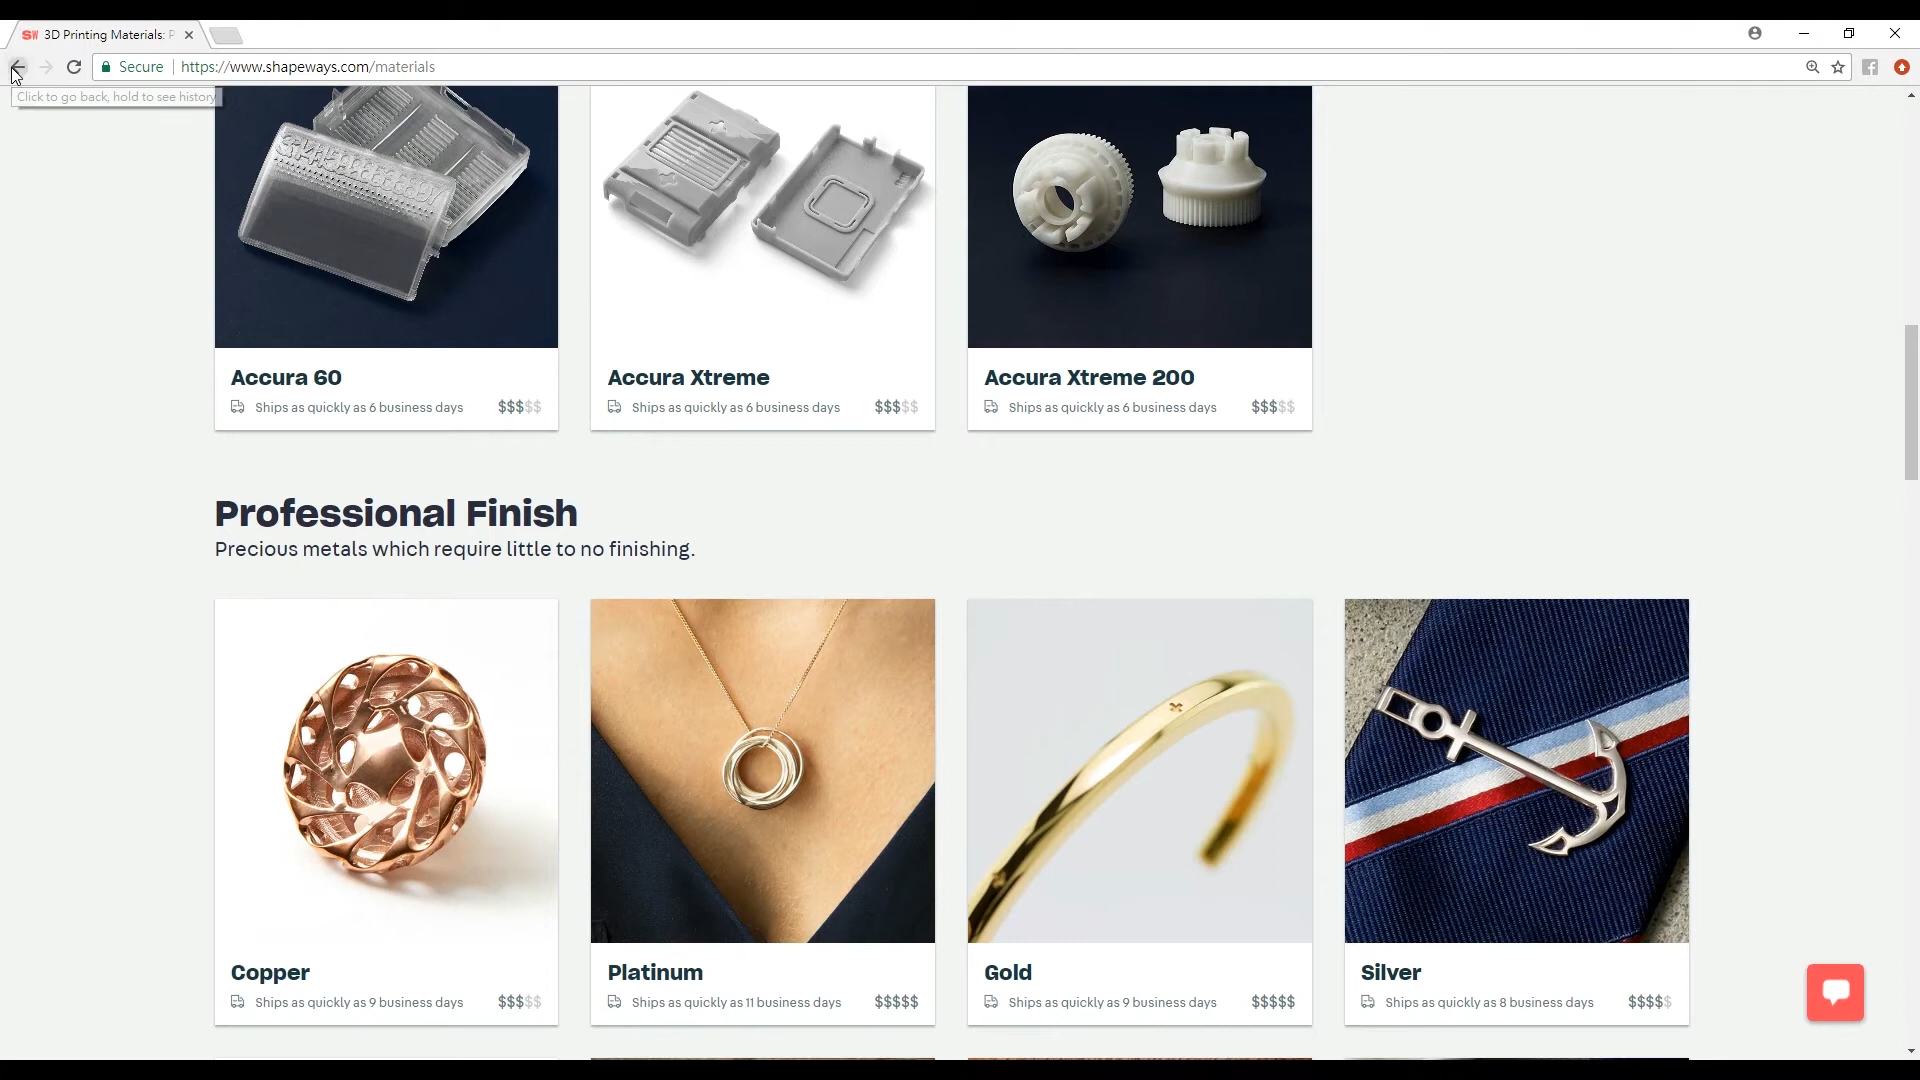 SW 3D Printing Materials: P
Secure https://www.shapeways.com/materials
Click to go back, hold to see history
Accura 60
Ships as quickly as 6 business days $$$$$
Accura Xtreme
Ships as quickly as 6 business days $$$$$
Accura Xtreme 200
Ships as quickly as 6 business days $$$$$
Professional Finish
Precious metals which require little to no finishing.
Copper
Ships as quickly as 9 business days $$$$$
Platinum
Ships as quickly as 11 business days $$$$$
Gold
Ships as quickly as 9 business days $$$$$
Silver
Ships as quickly as 8 business days $$$$$